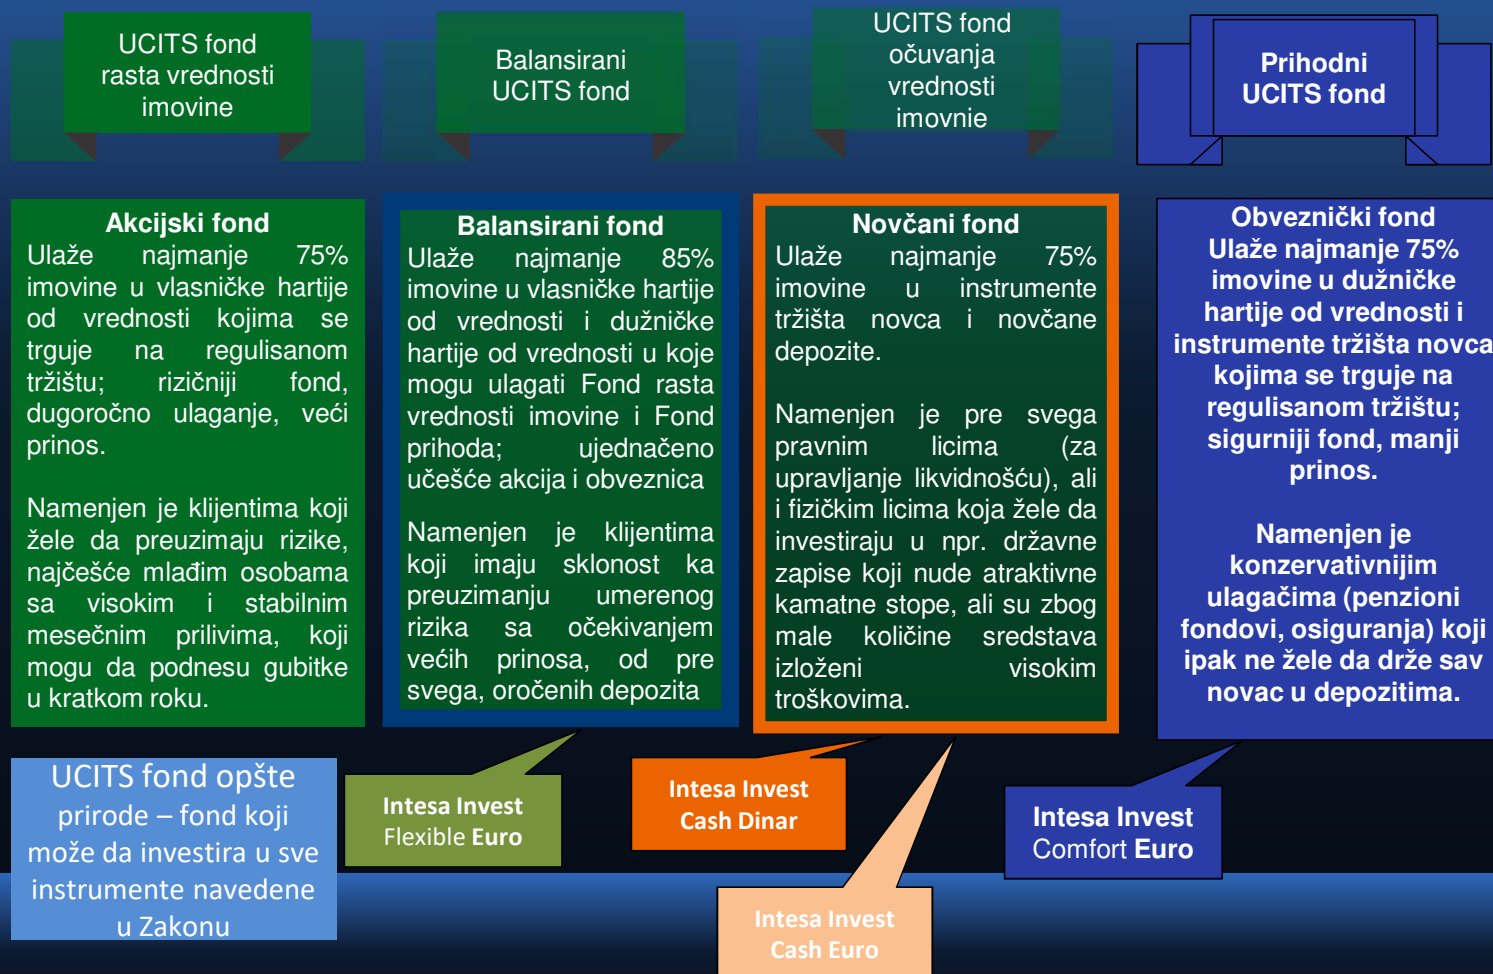 UCITS fond
rasta vrednosti
imovine
Balansirani
UCITS fond
UCITS fond
očuvanja
vrednosti
imovnie
Prihodni
UCITS fond
Akcijski fond
Ulaže najmanje 75%
imovine u vlasničke hartije
od vrednosti kojima se
trguje na regulisanom
tržištu; rizičniji fond,
dugoročno ulaganje, veći
prinos.
Namenjen je klijentima koji
žele da preuzimaju rizike,
najčešće mlađim osobama
sa visokim i stabilnim
mesečnim prilivima, koji
mogu da podnesu gubitke
u kratkom roku.
Balansirani fond
Ulaže najmanje 85%
imovine u vlasničke hartije
od vrednosti i dužničke
hartije od vrednosti u koje
mogu ulagati Fond rasta
vrednosti imovine i Fond
prihoda; ujednačeno
učešće akcija i obveznica
Namenjen je klijentima
koji imaju sklonost ka
preuzimanju umerenog
rizika sa očekivanjem
većih prinosa, od pre
svega, oročenih depozita
Novčani fond
Ulaže najmanje 75%
imovine u instrumente
tržišta novca i novčane
depozite.
Namenjen je pre svega
pravnim licima (za
upravljanje likvidnošću), ali
i fizičkim licima koja žele da
investiraju u npr. državne
zapise koji nude atraktivne
kamatne stope, ali su zbog
male količine sredstava
izloženi visokim
troškovima.
Obveznički fond
Ulaže najmanje 75%
imovine u dužničke
hartije od vrednosti i
instrumente tržišta novca
kojima se trguje na
regulisanom tržištu;
sigurniji fond, manji
prinos.
Namenjen je
konzervativnijim
ulagačima (penzioni
fondovi, osiguranja) koji
ipak ne žele da drže sav
novac u depozitima.
UCITS fond opšte
prirode – fond koji
može da investira u sve
instrumente navedene
u Zakonu
Intesa Invest
Flexible Euro
Intesa Invest
Cash Dinar
Intesa Invest
Cash Euro
Intesa Invest
Comfort Euro